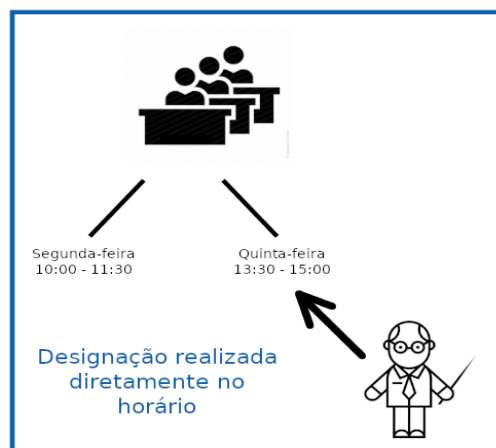 Segunda-feira
10:00 - 11:30
Quinta-feira
13:30 - 15:00
Designação realizada
diretamente no
horário